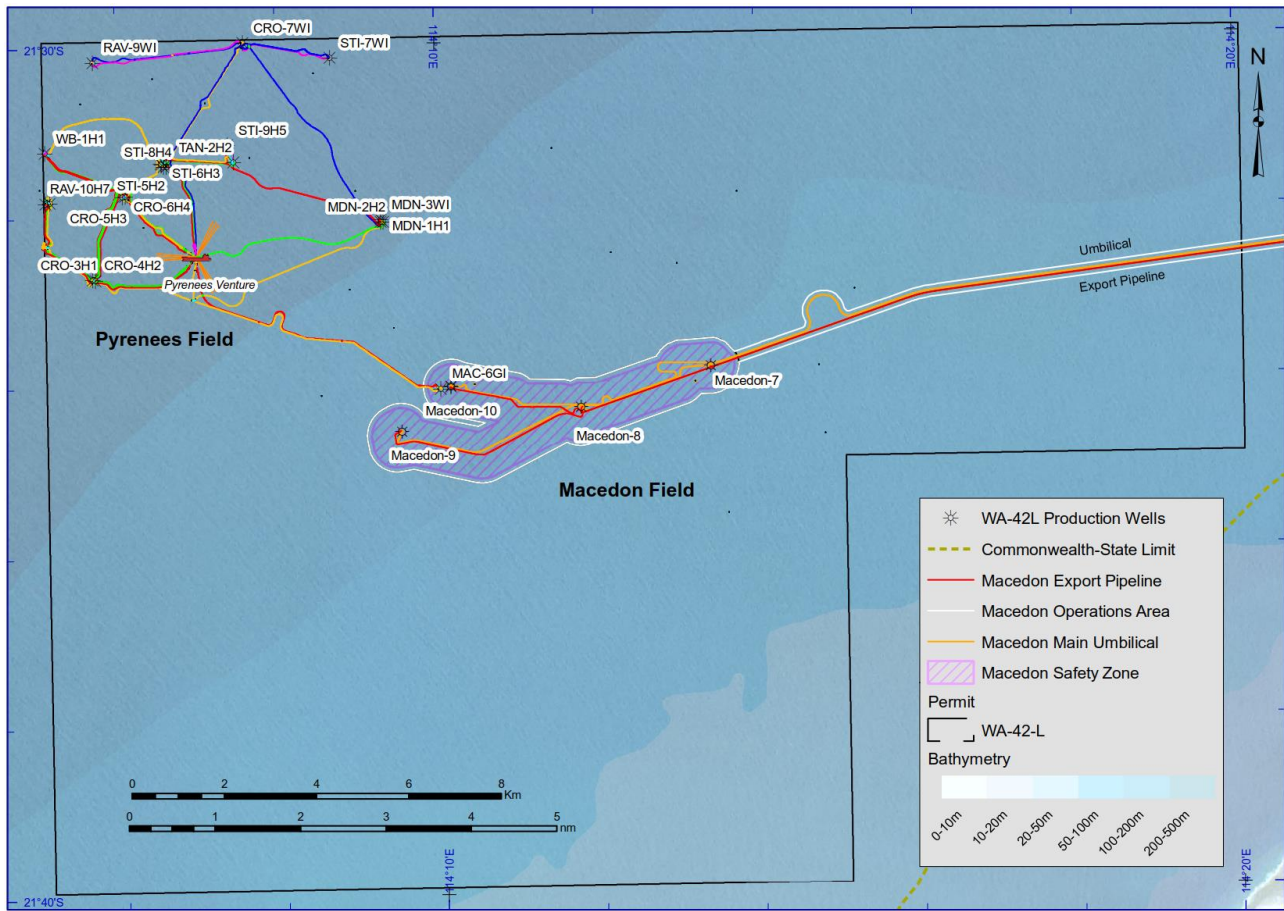 CRO-7WI
RAV-9WI
STI-7WI
21°30'S
114°10'E
114°20'E
N
WB-1H1
STI-8H4
TAN-2H2
STI-9H5
STI-6H3
RAV-10H7
STI-5H2
CRO-6H4
CRO-5H3
MDN-2H2
MDN-3WI
MDN-1H1
CRO-3H1
CRO-4H2
Pyrenees Venture
Umbilical
Export Pipeline
Pyrenees Field
MAC-6GI
Macedon-7
Macedon-10
Macedon-8
Macedon-9
Macedon Field
WA-42L Production Wells
Commonwealth-State Limit
Macedon Export Pipeline
Macedon Operations Area
Macedon Main Umbilical
Macedon Safety Zone
Permit
WA-42-L
Bathymetry
0-10m
10-20m
20-50m
50-100m
100-200m
200-500m
0 2 4 6 8
Km
0 1 2 3 4 5
nm
21°40'S
114°10'E
114°20'E